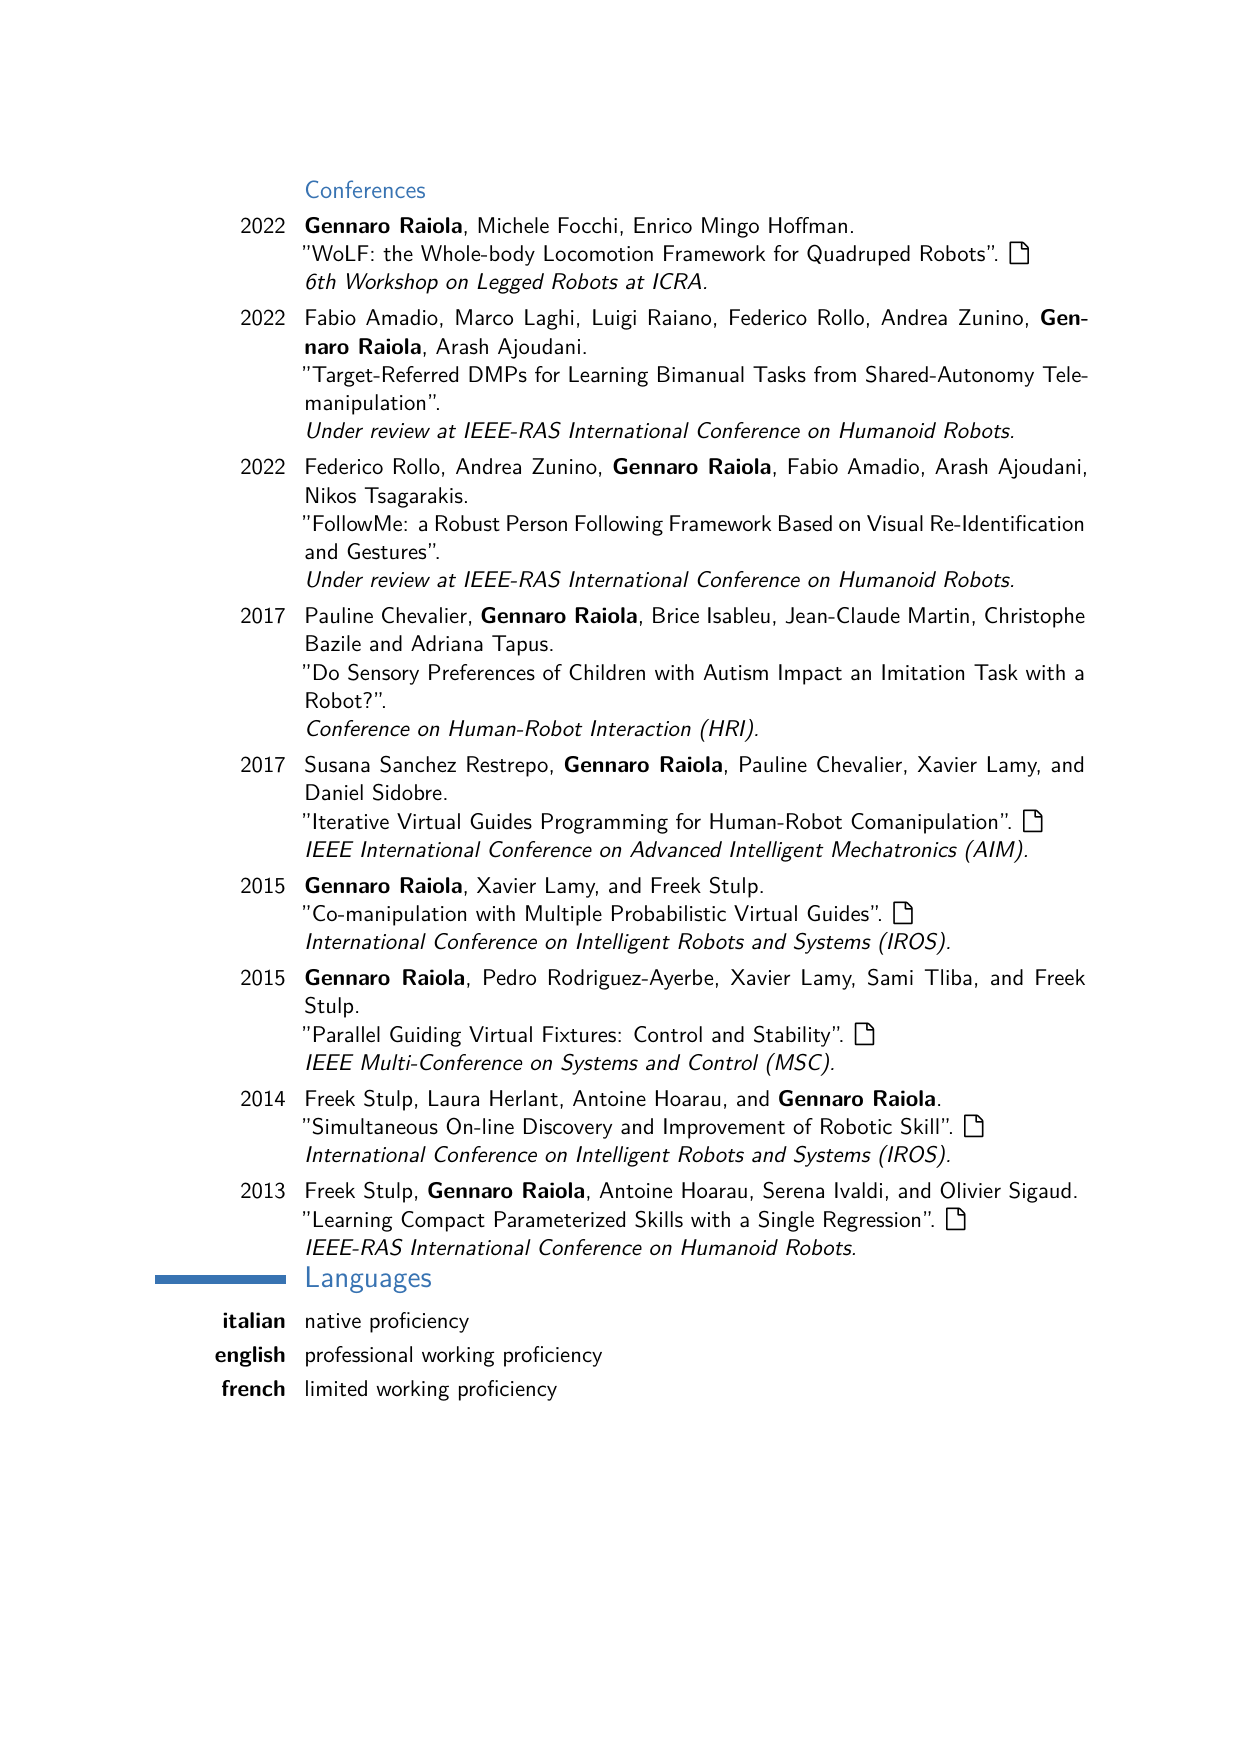 Conferences
2022 Gennaro Raiola, Michele Focchi, Enrico Mingo Hoffman.
”WoLF: the Whole-body Locomotion Framework for Quadruped Robots”.
6th Workshop on Legged Robots at ICRA.
2022 Fabio Amadio, Marco Laghi, Luigi Raiano, Federico Rollo, Andrea Zunino, Gen-
naro Raiola, Arash Ajoudani.
”Target-Referred DMPs for Learning Bimanual Tasks from Shared-Autonomy Tele-
manipulation”.
Under review at IEEE-RAS International Conference on Humanoid Robots.
2022 Federico Rollo, Andrea Zunino, Gennaro Raiola, Fabio Amadio, Arash Ajoudani,
Nikos Tsagarakis.
”FollowMe: a Robust Person Following Framework Based on Visual Re-Identification
and Gestures”.
Under review at IEEE-RAS International Conference on Humanoid Robots.
2017 Pauline Chevalier, Gennaro Raiola, Brice Isableu, Jean-Claude Martin, Christophe
Bazile and Adriana Tapus.
”Do Sensory Preferences of Children with Autism Impact an Imitation Task with a
Robot?”.
Conference on Human-Robot Interaction (HRI).
2017 Susana Sanchez Restrepo, Gennaro Raiola, Pauline Chevalier, Xavier Lamy, and
Daniel Sidobre.
”Iterative Virtual Guides Programming for Human-Robot Comanipulation”.
IEEE International Conference on Advanced Intelligent Mechatronics (AIM).
2015 Gennaro Raiola, Xavier Lamy, and Freek Stulp.
”Co-manipulation with Multiple Probabilistic Virtual Guides”.
International Conference on Intelligent Robots and Systems (IROS).
2015 Gennaro Raiola, Pedro Rodriguez-Ayerbe, Xavier Lamy, Sami Tliba, and Freek
Stulp.
”Parallel Guiding Virtual Fixtures: Control and Stability”.
IEEE Multi-Conference on Systems and Control (MSC).
2014 Freek Stulp, Laura Herlant, Antoine Hoarau, and Gennaro Raiola.
”Simultaneous On-line Discovery and Improvement of Robotic Skill”.
International Conference on Intelligent Robots and Systems (IROS).
2013 Freek Stulp, Gennaro Raiola, Antoine Hoarau, Serena Ivaldi, and Olivier Sigaud.
”Learning Compact Parameterized Skills with a Single Regression”.
IEEE-RAS International Conference on Humanoid Robots.
Languages
italian native proficiency
english professional working proficiency
french limited working proficiency